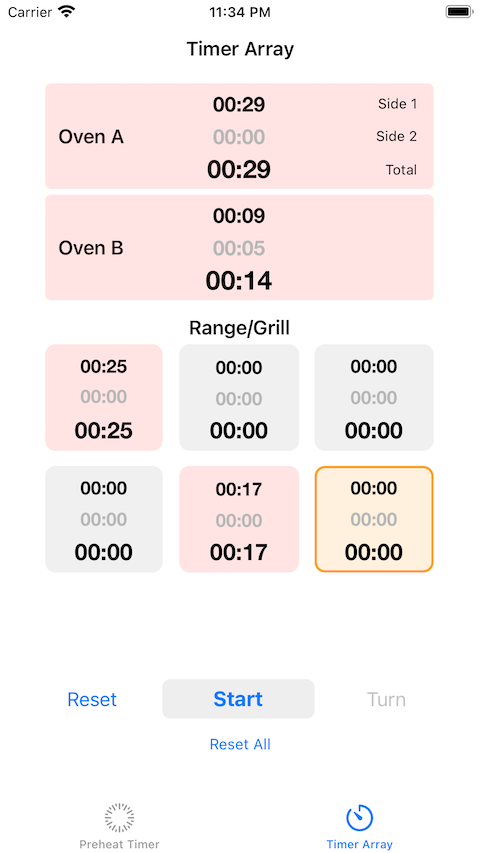 Carrier 11:34 PM
Timer Array
00:29 Side 1
Oven A 00:00 Side 2
00:29 Total
00:09
Oven B 00:05
00:14
Range/Grill
00:25 00:00 00:00
00:00 00:00 00:00
00:25 00:00 00:00
00:00 00:17 00:00
00:00 00:00 00:00
00:00 00:17 00:00
Reset Start Turn
Reset All
Preheat Timer Timer Array